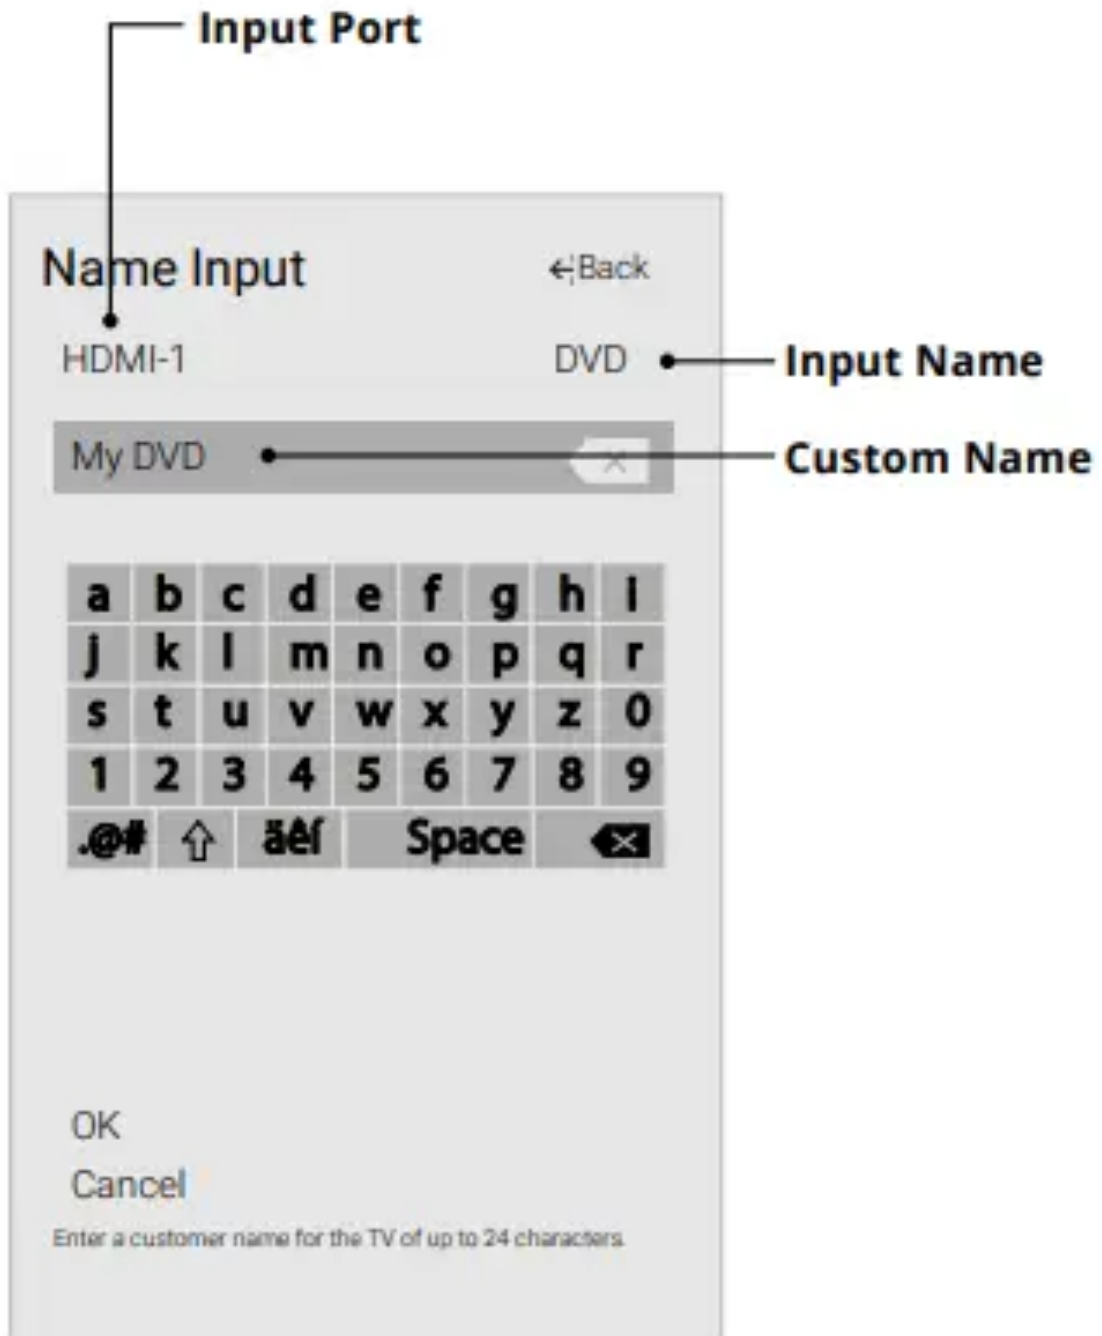 Input Port
Name Input ←Back
HDMI-1 DVD Input Name
My DVD Custom Name
a b c d e f g h i
j k l m n o p q r
s t u v w x y z 0
1 2 3 4 5 6 7 8 9
.@# äêí Space
OK
Cancel
Enter a customer name for the TV of up to 24 characters.